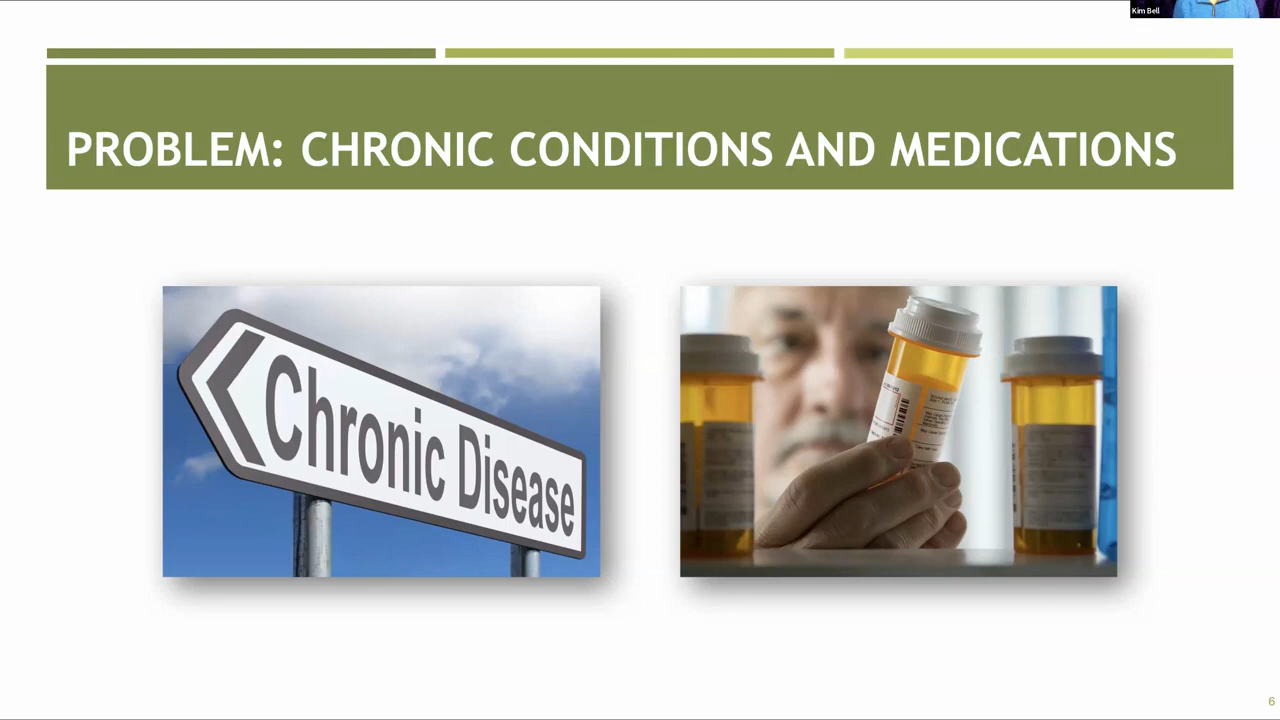 Kim Bell
PROBLEM: CHRONIC CONDITIONS AND MEDICATIONS
Chronic Disease
6